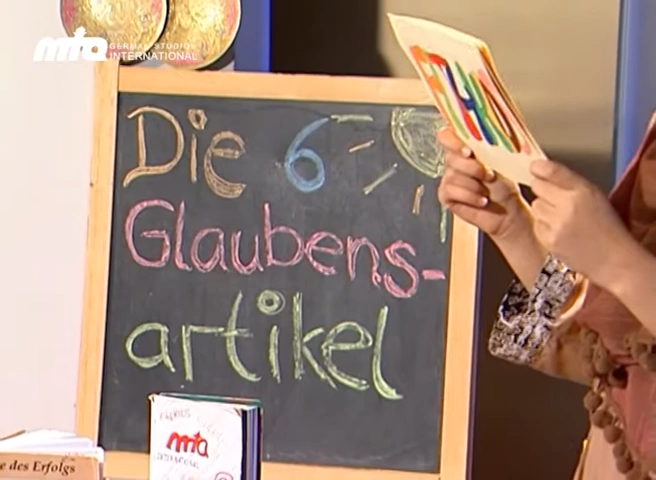 mta
GERMAN STUDIOS
INTERNATIONAL
Die 6
Glaubens-
artikel
mta
e des Erfolgs